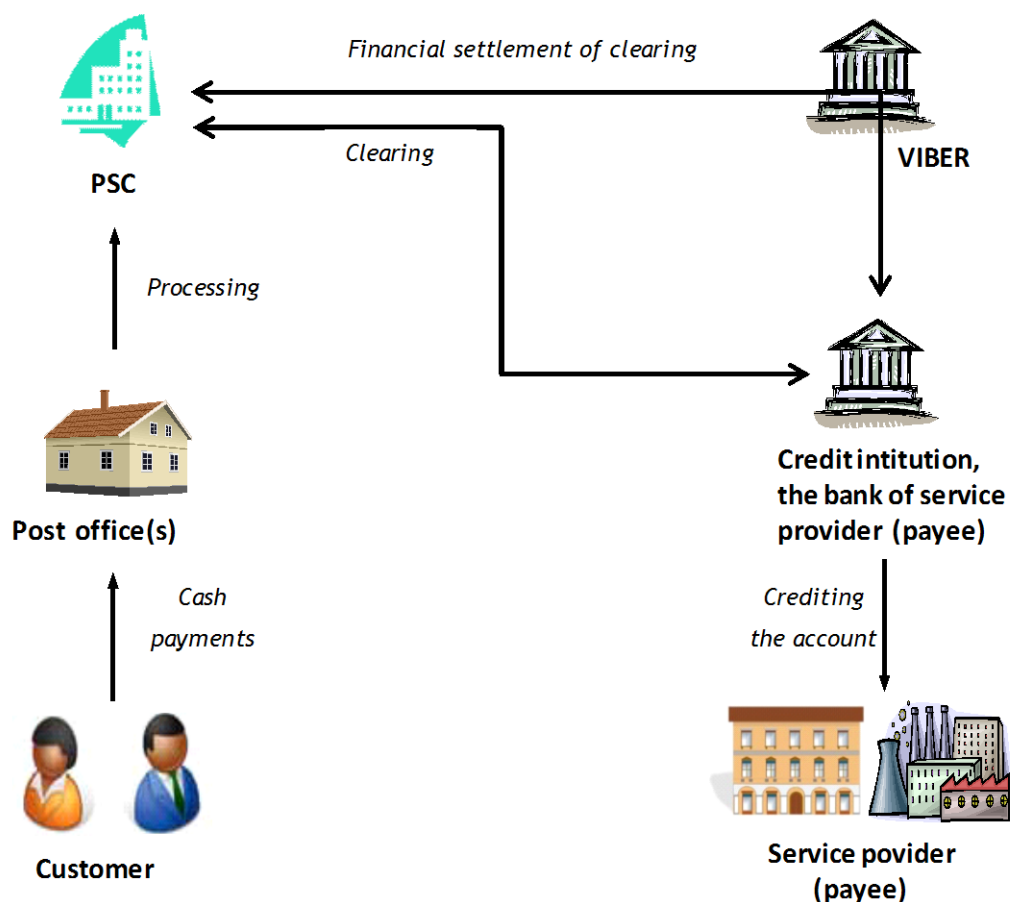 Financial settlement of clearing
Clearing
PSC
VIBER
Processing
Post office(s)
Credit intitution,
the bank of service
provider (payee)
Cash
payments
Crediting
the account
Customer
Service povider
(payee)